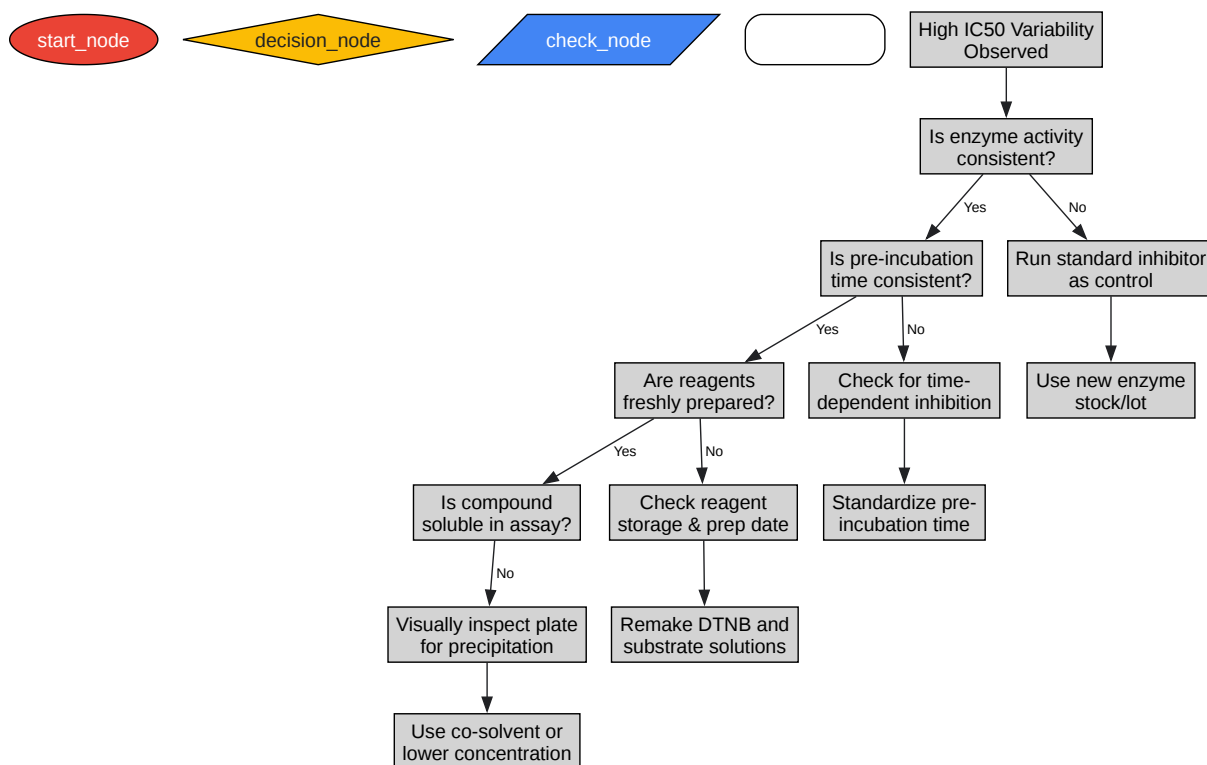 start_node
decision_node
check_node
High IC50 Variability
Observed
Is enzyme activity
consistent?
Yes
No
Is pre-incubation
time consistent?
Run standard inhibitor
as control
Yes
No
Are reagents
freshly prepared?
Check for time-
dependent inhibition
Use new enzyme
stock/lot
Yes
No
Is compound
soluble in assay?
Check reagent
storage & prep date
Standardize pre-
incubation time
No
Visually inspect plate
for precipitation
Remake DTNB and
substrate solutions
Use co-solvent or
lower concentration